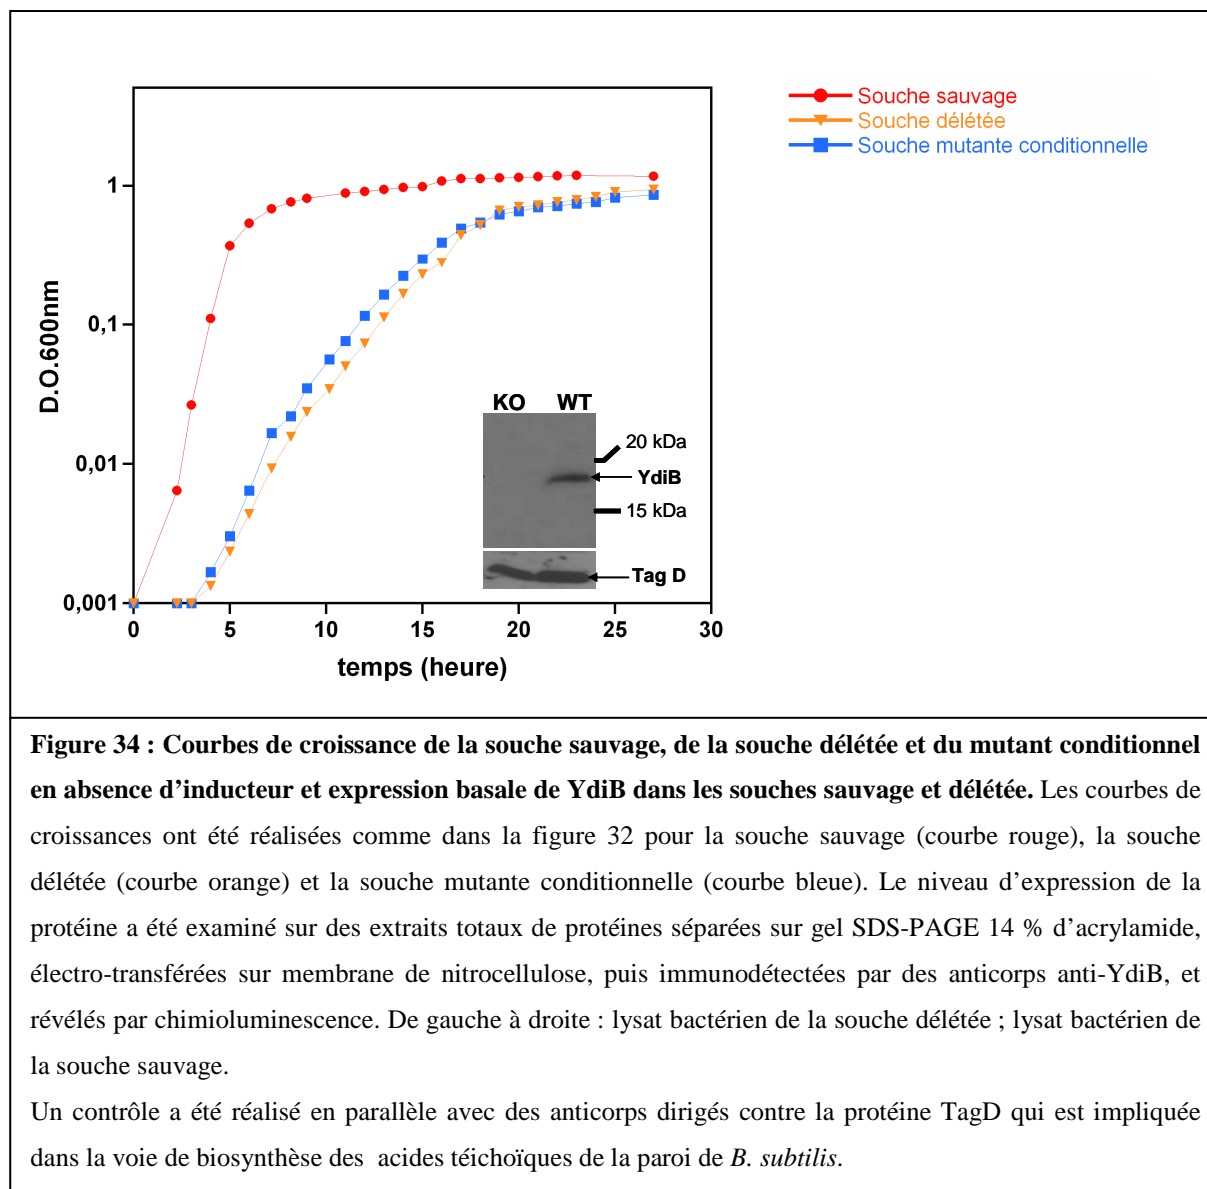 Souche sauvage
Souche délétée
Souche mutante conditionnelle
D.O.600nm
1
0,1
0,01
0,001
0
5
10
15
20
25
30
temps (heure)
KO WT
20 kDa
YdiB
15 kDa
Tag D
Figure 34 : Courbes de croissance de la souche sauvage, de la souche délétée et du mutant conditionnel
en absence d’inducteur et expression basale de YdiB dans les souches sauvage et délétée. Les courbes de
croissances ont été réalisées comme dans la figure 32 pour la souche sauvage (courbe rouge), la souche
délétée (courbe orange) et la souche mutante conditionnelle (courbe bleue). Le niveau d’expression de la
protéine a été examiné sur des extraits totaux de protéines séparées sur gel SDS-PAGE 14 % d’acrylamide,
électro-transférées sur membrane de nitrocellulose, puis immunodétectées par des anticorps anti-YdiB, et
révélés par chimioluminescence. De gauche à droite : lysat bactérien de la souche délétée ; lysat bactérien de
la souche sauvage.
Un contrôle a été réalisé en parallèle avec des anticorps dirigés contre la protéine TagD qui est impliquée
dans la voie de biosynthèse des acides téichoïques de la paroi de B. subtilis.